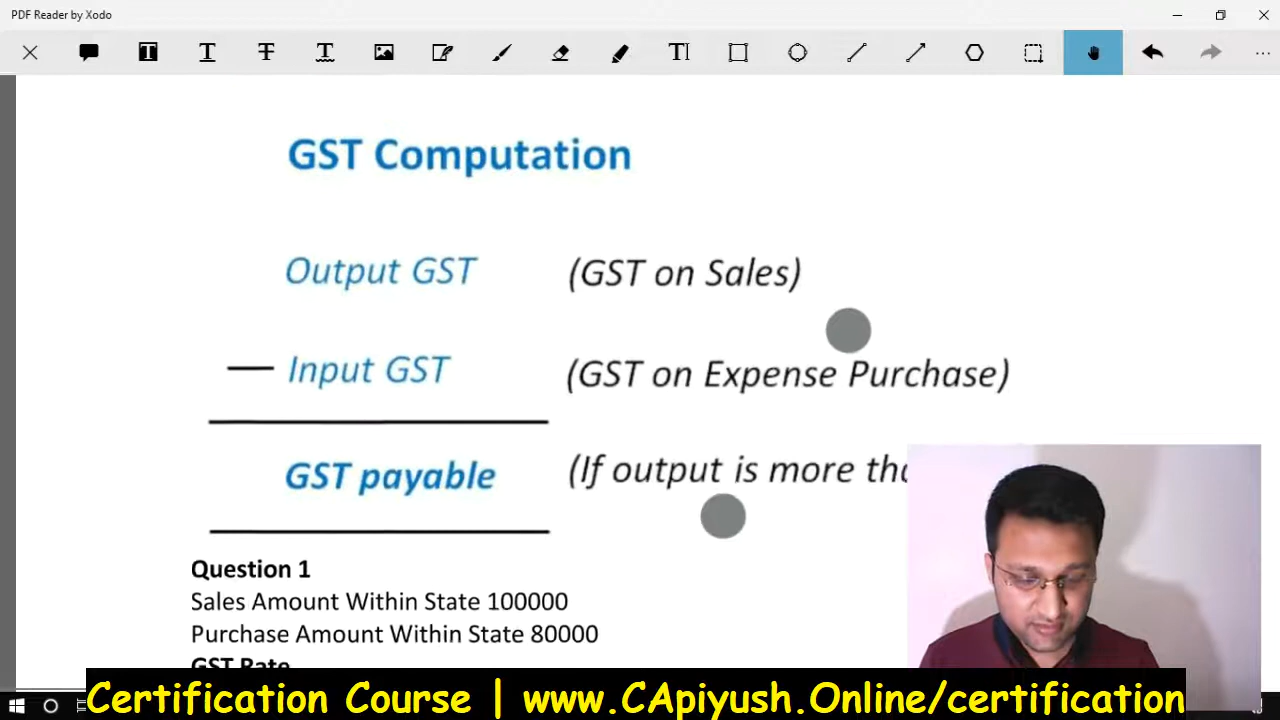 PDF Reader by Xodo
GST Computation
Output GST (GST on Sales)
— Input GST (GST on Expense Purchase)
GST payable (If output is more
Question 1
Sales Amount Within State 100000
Purchase Amount Within State 80000
GST Rate
Certification Course | www.CApiyush.Online/certification